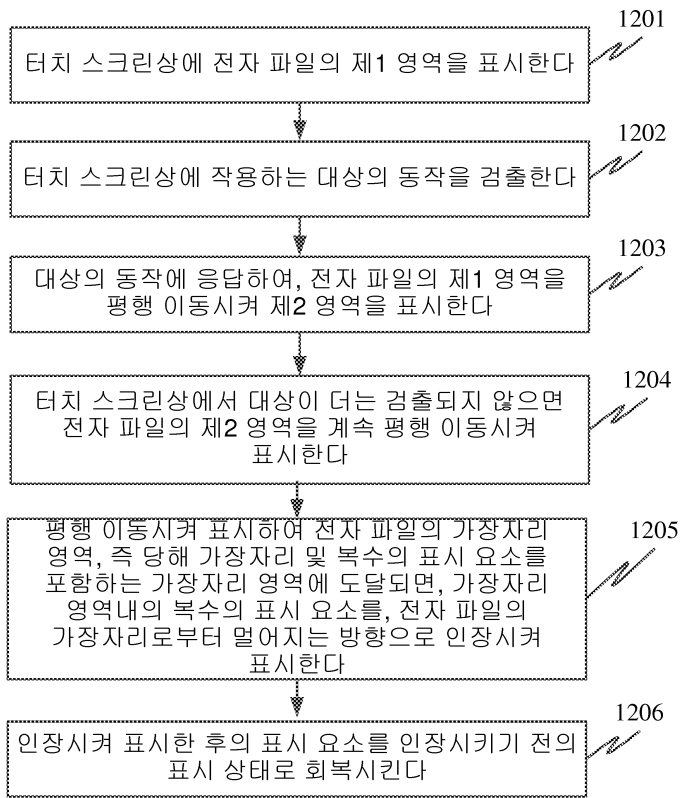 1201
터치 스크린상에 전자 파일의 제1 영역을 표시한다
1202
터치 스크린상에 작용하는 대상의 동작을 검출한다
1203
대상의 동작에 응답하여, 전자 파일의 제1 영역을
평행 이동시켜 제2 영역을 표시한다
1204
터치 스크린상에서 대상이 더는 검출되지 않으면
전자 파일의 제2 영역을 계속 평행 이동시켜
표시한다
1205
평행 이동시켜 표시하여 전자 파일의 가장자리
영역, 즉 당해 가장자리 및 복수의 표시 요소를
포함하는 가장자리 영역에 도달되면, 가장자리
영역내의 복수의 표시 요소를, 전자 파일의
가장자리로부터 멀어지는 방향으로 인장시켜
표시한다
1206
인장시켜 표시한 후의 표시 요소를 인장시키기 전의
표시 상태로 회복시킨다